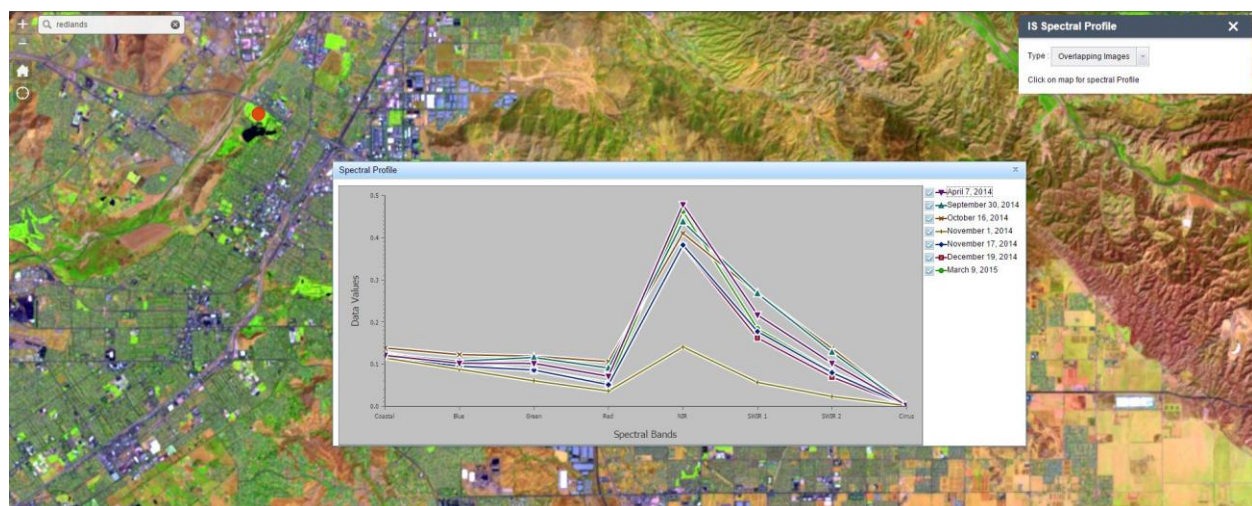 +
redlands
−
IS Spectral Profile
Type : Overlapping Images
Click on map for spectral Profile
Spectral Profile
0.5
0.4
0.3
0.2
0.1
0.0
Data Values
Coastal Blue Green Red NIR SWIR 1 SWIR 2 Cirrus
Spectral Bands
April 7, 2014
September 30, 2014
October 16, 2014
November 1, 2014
November 17, 2014
December 19, 2014
March 9, 2015